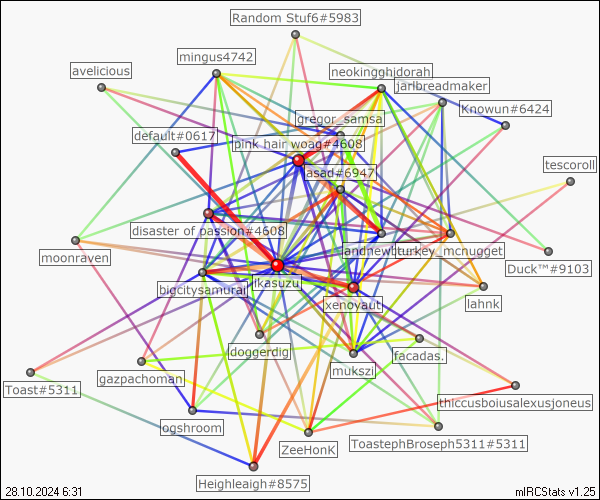 Random Stuf6#5983
mingus4742
neokingghidorah
avelicious
jarlbreadmaker
Knowun#6424
gregor_samsa
default#0617
pink hair woag#4608
asad#6947
tescoroll
disaster of passion#4608
turkey_mcnugget
moonraven
Duck™#9103
bigcitysamurai
ikasuzu
xenovaut
lahnk
doggerdig
mukszi
facadas.
gazpachoman
Toast#5311
thiccusboiusalexusjoneus
ogshroom
ZeeHonK
ToastephBroseph5311#5311
Heighleaigh#8575
28.10.2024 6:31
mIRCStats v1.25